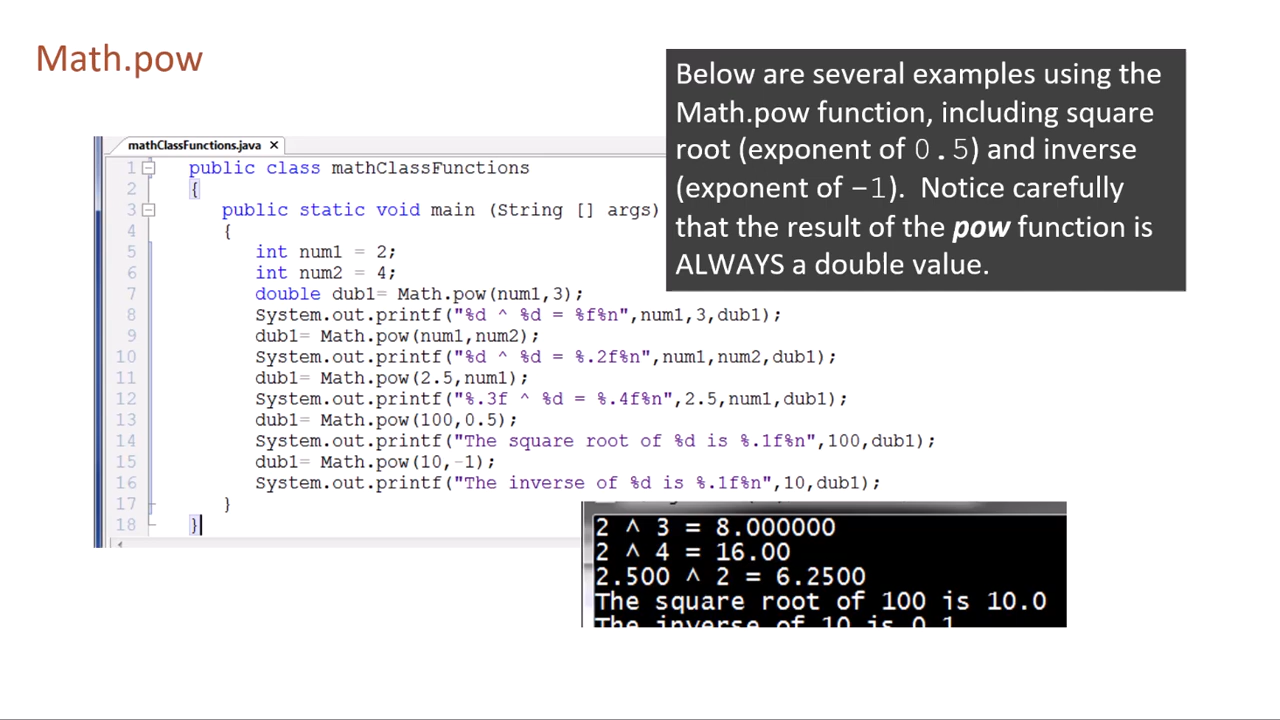 Math.pow
Below are several examples using the
Math.pow function, including square
root (exponent of 0.5) and inverse
(exponent of -1). Notice carefully
that the result of the pow function is
ALWAYS a double value.
mathClassFunctions.java ×
1 public class mathClassFunctions
2 {
3 public static void main (String [] args)
4 {
5 int num1 = 2;
6 int num2 = 4;
7 double dub1= Math.pow(num1,3);
8 System.out.printf("%d ^ %d = %f%n",num1,3,dub1);
9 dub1= Math.pow(num1,num2);
10 System.out.printf("%d ^ %d = %.2f%n",num1,num2,dub1);
11 dub1= Math.pow(2.5,num1);
12 System.out.printf("%.3f ^ %d = %.4f%n",2.5,num1,dub1);
13 dub1= Math.pow(100,0.5);
14 System.out.printf("The square root of %d is %.1f%n",100,dub1);
15 dub1= Math.pow(10,-1);
16 System.out.printf("The inverse of %d is %.1f%n",10,dub1);
17 }
18 }
2 ^ 3 = 8.000000
2 ^ 4 = 16.00
2.500 ^ 2 = 6.2500
The square root of 100 is 10.0
The inverse of 10 is 0.1